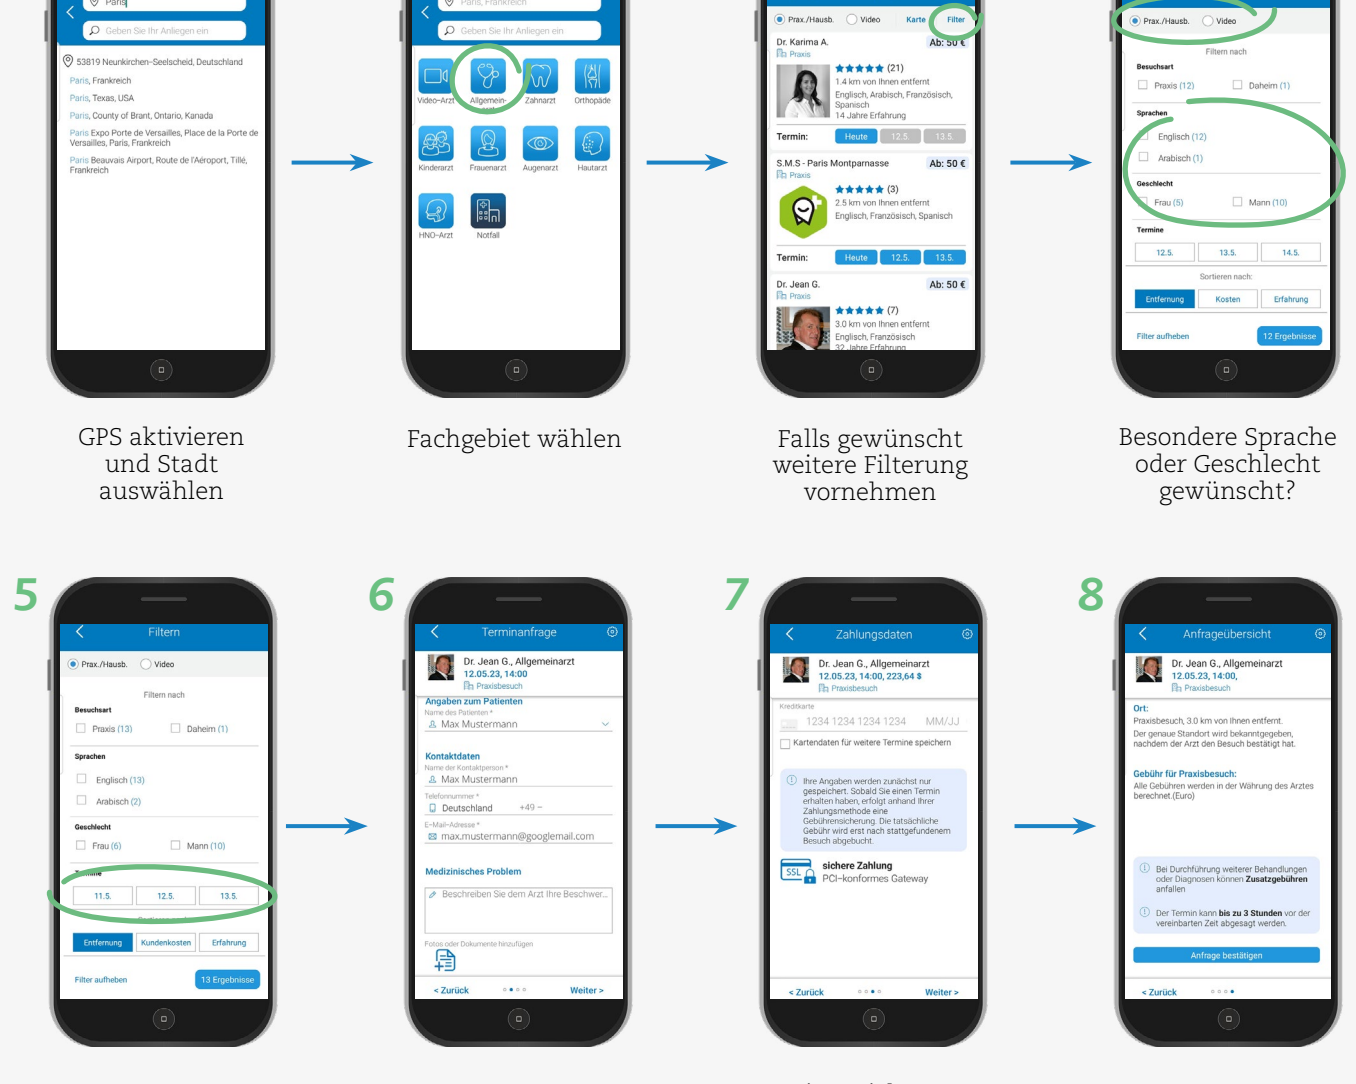 Paris
Geben Sie Ihr Anliegen ein
53819 Neunkirchen-Seelscheid, Deutschland
Paris, Frankreich
Paris, Texas, USA
Paris, County of Brant, Ontario, Kanada
Paris Expo Porte de Versailles, Place de la Porte de
Versailles, Paris, Frankreich
Paris Beauvais Airport, Route de l'Aéroport, Tillé,
Frankreich
GPS aktivieren
und Stadt
auswählen
Paris, Frankreich
Geben Sie Ihr Anliegen ein
Video-Arzt
Allgemein-
Zahnarzt
Orthopäde
Kinderarzt
Frauenarzt
Augenarzt
Hautarzt
HNO-Arzt
Notfall
Fachgebiet wählen
Prax./Hausb. Video Karte Filter
Dr. Karima A. Ab: 50 €
Praxis
(21)
1.4 km von Ihnen entfernt
Englisch, Arabisch, Französisch,
Spanisch
14 Jahre Erfahrung
Termin: Heute 12.5. 13.5.
S.M.S - Paris Montparnasse Ab: 50 €
Praxis
(3)
2.5 km von Ihnen entfernt
Englisch, Französisch, Spanisch
Termin: Heute 12.5. 13.5.
Dr. Jean G. Ab: 50 €
Praxis
(7)
3.0 km von Ihnen entfernt
Englisch, Französisch
32 Jahre Erfahrung
Falls gewünscht
weitere Filterung
vornehmen
Prax./Hausb. Video
Filtern nach
Besuchsart
Praxis (12) Daheim (1)
Sprachen
Englisch (12)
Arabisch (1)
Geschlecht
Frau (5) Mann (10)
Termine
12.5. 13.5. 14.5.
Sortieren nach:
Entfernung Kosten Erfahrung
Filter aufheben 12 Ergebnisse
Besondere Sprache
oder Geschlecht
gewünscht?
5
Filtern
Prax./Hausb. Video
Filtern nach
Besuchsart
Praxis (13) Daheim (1)
Sprachen
Englisch (13)
Arabisch (2)
Geschlecht
Frau (6) Mann (10)
Termine
11.5. 12.5. 13.5.
Entfernung Kundenkosten Erfahrung
Filter aufheben 13 Ergebnisse
6
Terminanfrage
Dr. Jean G., Allgemeinarzt
12.05.23, 14:00
Praxisbesuch
Angaben zum Patienten
Name des Patienten *
Max Mustermann
Kontaktdaten
Name der Kontaktperson *
Max Mustermann
Telefonnummer *
Deutschland +49 –
E-Mail-Adresse *
max.mustermann@googlemail.com
Medizinisches Problem
Beschreiben Sie dem Arzt Ihre Beschwer...
Fotos oder Dokumente hinzufügen
< Zurück Weiter >
7
Zahlungsdaten
Dr. Jean G., Allgemeinarzt
12.05.23, 14:00, 223,64 $
Praxisbesuch
Kreditkarte
1234 1234 1234 1234 MM/JJ
Kartendaten für weitere Termine speichern
Ihre Angaben werden zunächst nur
gespeichert. Sobald Sie einen Termin
erhalten haben, erfolgt anhand Ihrer
Zahlungsmethode eine
Gebührensicherung. Die tatsächliche
Gebühr wird erst nach stattgefundenem
Besuch abgebucht.
SSL
sichere Zahlung
PCI-konformes Gateway
< Zurück Weiter >
8
Anfrageübersicht
Dr. Jean G., Allgemeinarzt
12.05.23, 14:00,
Praxisbesuch
Ort:
Praxisbesuch, 3.0 km von Ihnen entfernt.
Der genaue Standort wird bekanntgegeben,
nachdem der Arzt den Besuch bestätigt hat.
Gebühr für Praxisbesuch:
Alle Gebühren werden in der Währung des Arztes
berechnet.(Euro)
Bei Durchführung weiterer Behandlungen
oder Diagnosen können Zusatzgebühren
anfallen
Der Termin kann bis zu 3 Stunden vor der
vereinbarten Zeit abgesagt werden.
Anfrage bestätigen
< Zurück